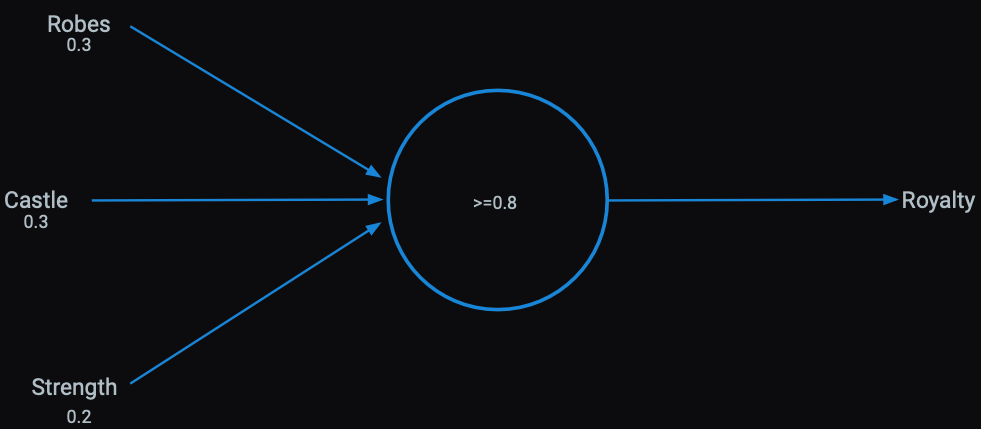 Robes
0.3
Castle
0.3
>=0.8
Royalty
Strength
0.2